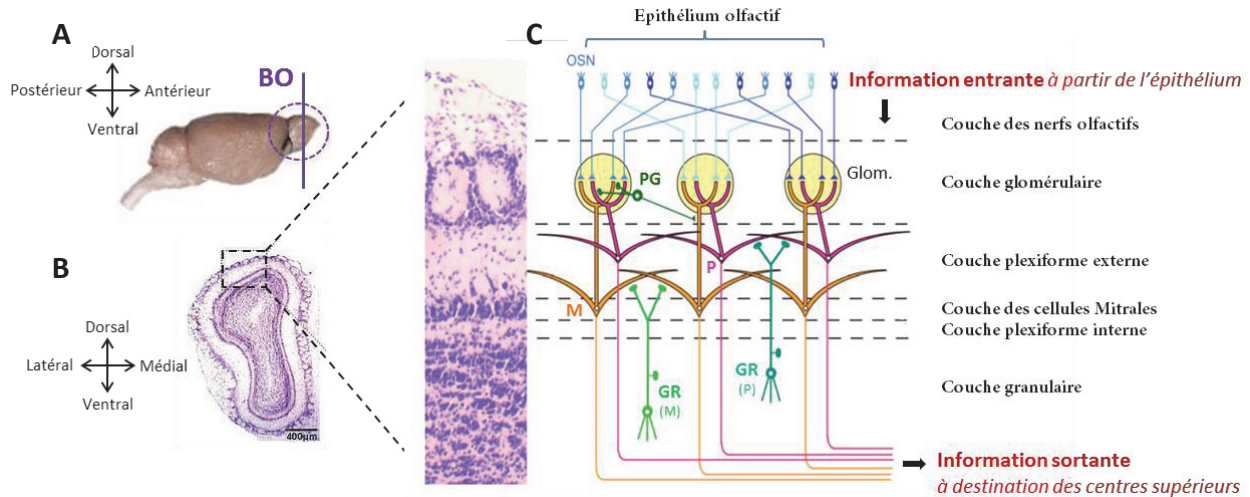 A
Dorsal
Postérieur
Antérieur
Ventral
BO
B
Dorsal
Latéral
Médial
Ventral
400µm
C
Epithélium olfactif
OSN
Information entrante à partir de l'épithélium
Couche des nerfs olfactifs
Glom.
PG
Couche glomérulaire
P
Couche plexiforme externe
M
Couche des cellules Mitrales
Couche plexiforme interne
GR
(P)
GR
(M)
Couche granulaire
Information sortante
à destination des centres supérieurs